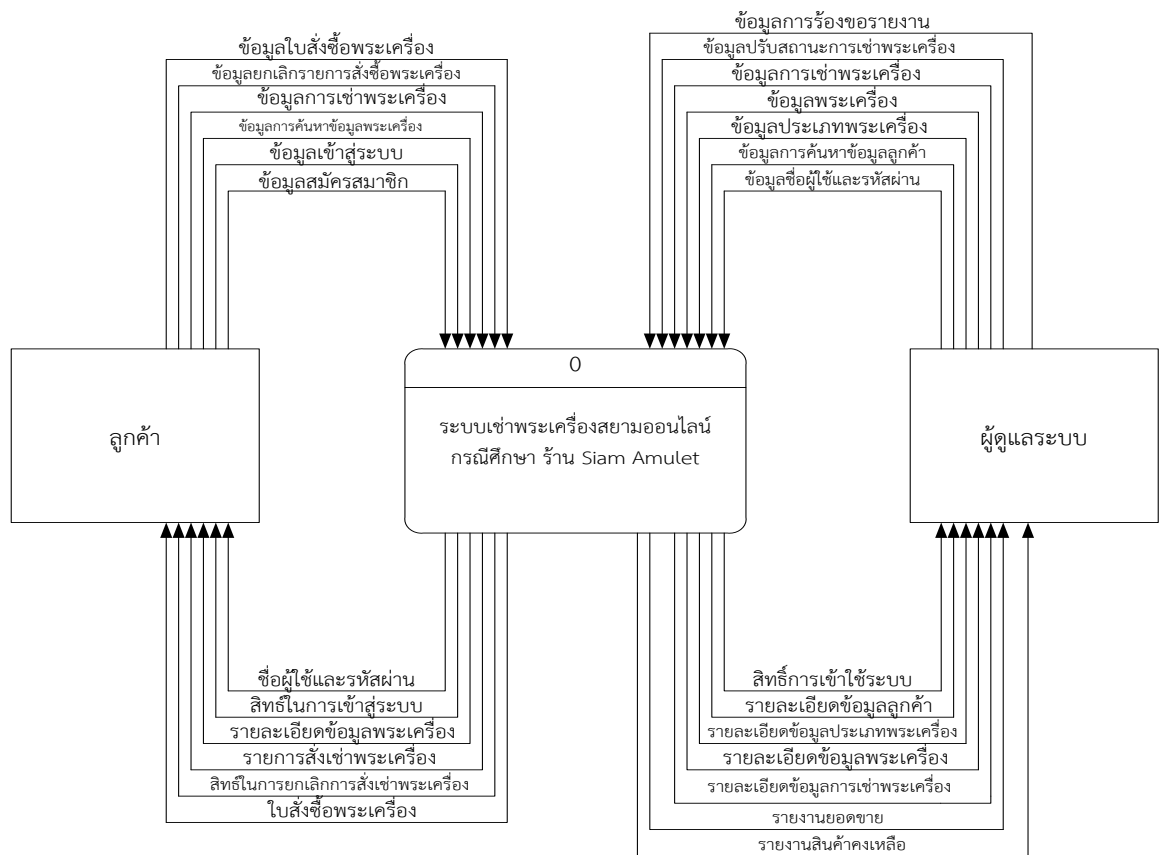 ข้อมูลใบสั่งซื้อพระเครื่อง
ข้อมูลยกเลิกรายการสั่งซื้อพระเครื่อง
ข้อมูลการเช่าพระเครื่อง
ข้อมูลการค้นหาข้อมูลพระเครื่อง
ข้อมูลเข้าสู่ระบบ
ข้อมูลสมัครสมาชิก
ข้อมูลการร้องขอรายงาน
ข้อมูลปรับสถานะการเช่าพระเครื่อง
ข้อมูลการเช่าพระเครื่อง
ข้อมูลพระเครื่อง
ข้อมูลประเภทพระเครื่อง
ข้อมูลการค้นหาข้อมูลลูกค้า
ข้อมูลชื่อผู้ใช้และรหัสผ่าน
ลูกค้า
0
ระบบเช่าพระเครื่องสยามออนไลน์
กรณีศึกษา ร้าน Siam Amulet
ผู้ดูแลระบบ
ชื่อผู้ใช้และรหัสผ่าน
สิทธ์ในการเข้าสู่ระบบ
รายละเอียดข้อมูลพระเครื่อง
รายการสั่งเช่าพระเครื่อง
สิทธ์ในการยกเลิกการสั่งเช่าพระเครื่อง
ใบสั่งซื้อพระเครื่อง
สิทธิ์การเข้าใช้ระบบ
รายละเอียดข้อมูลลูกค้า
รายละเอียดข้อมูลประเภทพระเครื่อง
รายละเอียดข้อมูลพระเครื่อง
รายละเอียดข้อมูลการเช่าพระเครื่อง
รายงานยอดขาย
รายงานสินค้าคงเหลือ